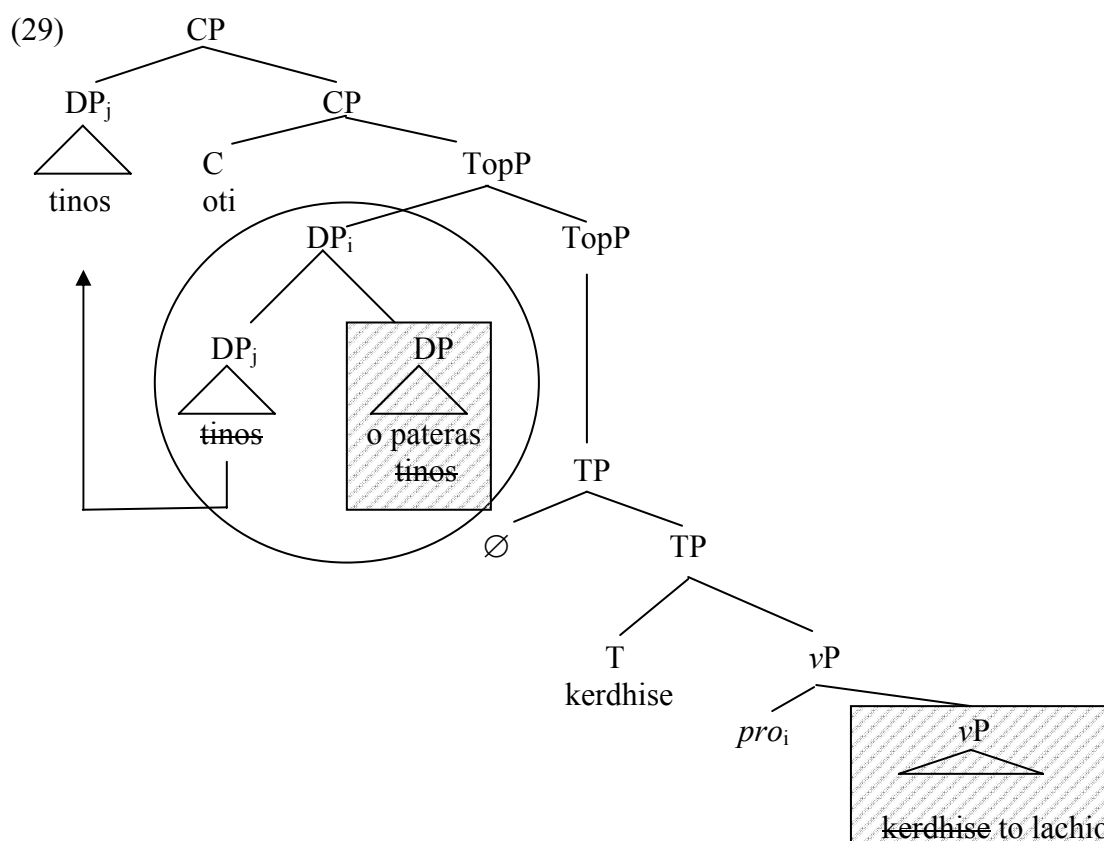 (29) CP
DPj CP
C TopP
tinos oti
DPi TopP
DPj DP
tinos o pateras
tinos
TP
∅ TP
T vP
kerdhise
proi vP
kerdhise to lachio